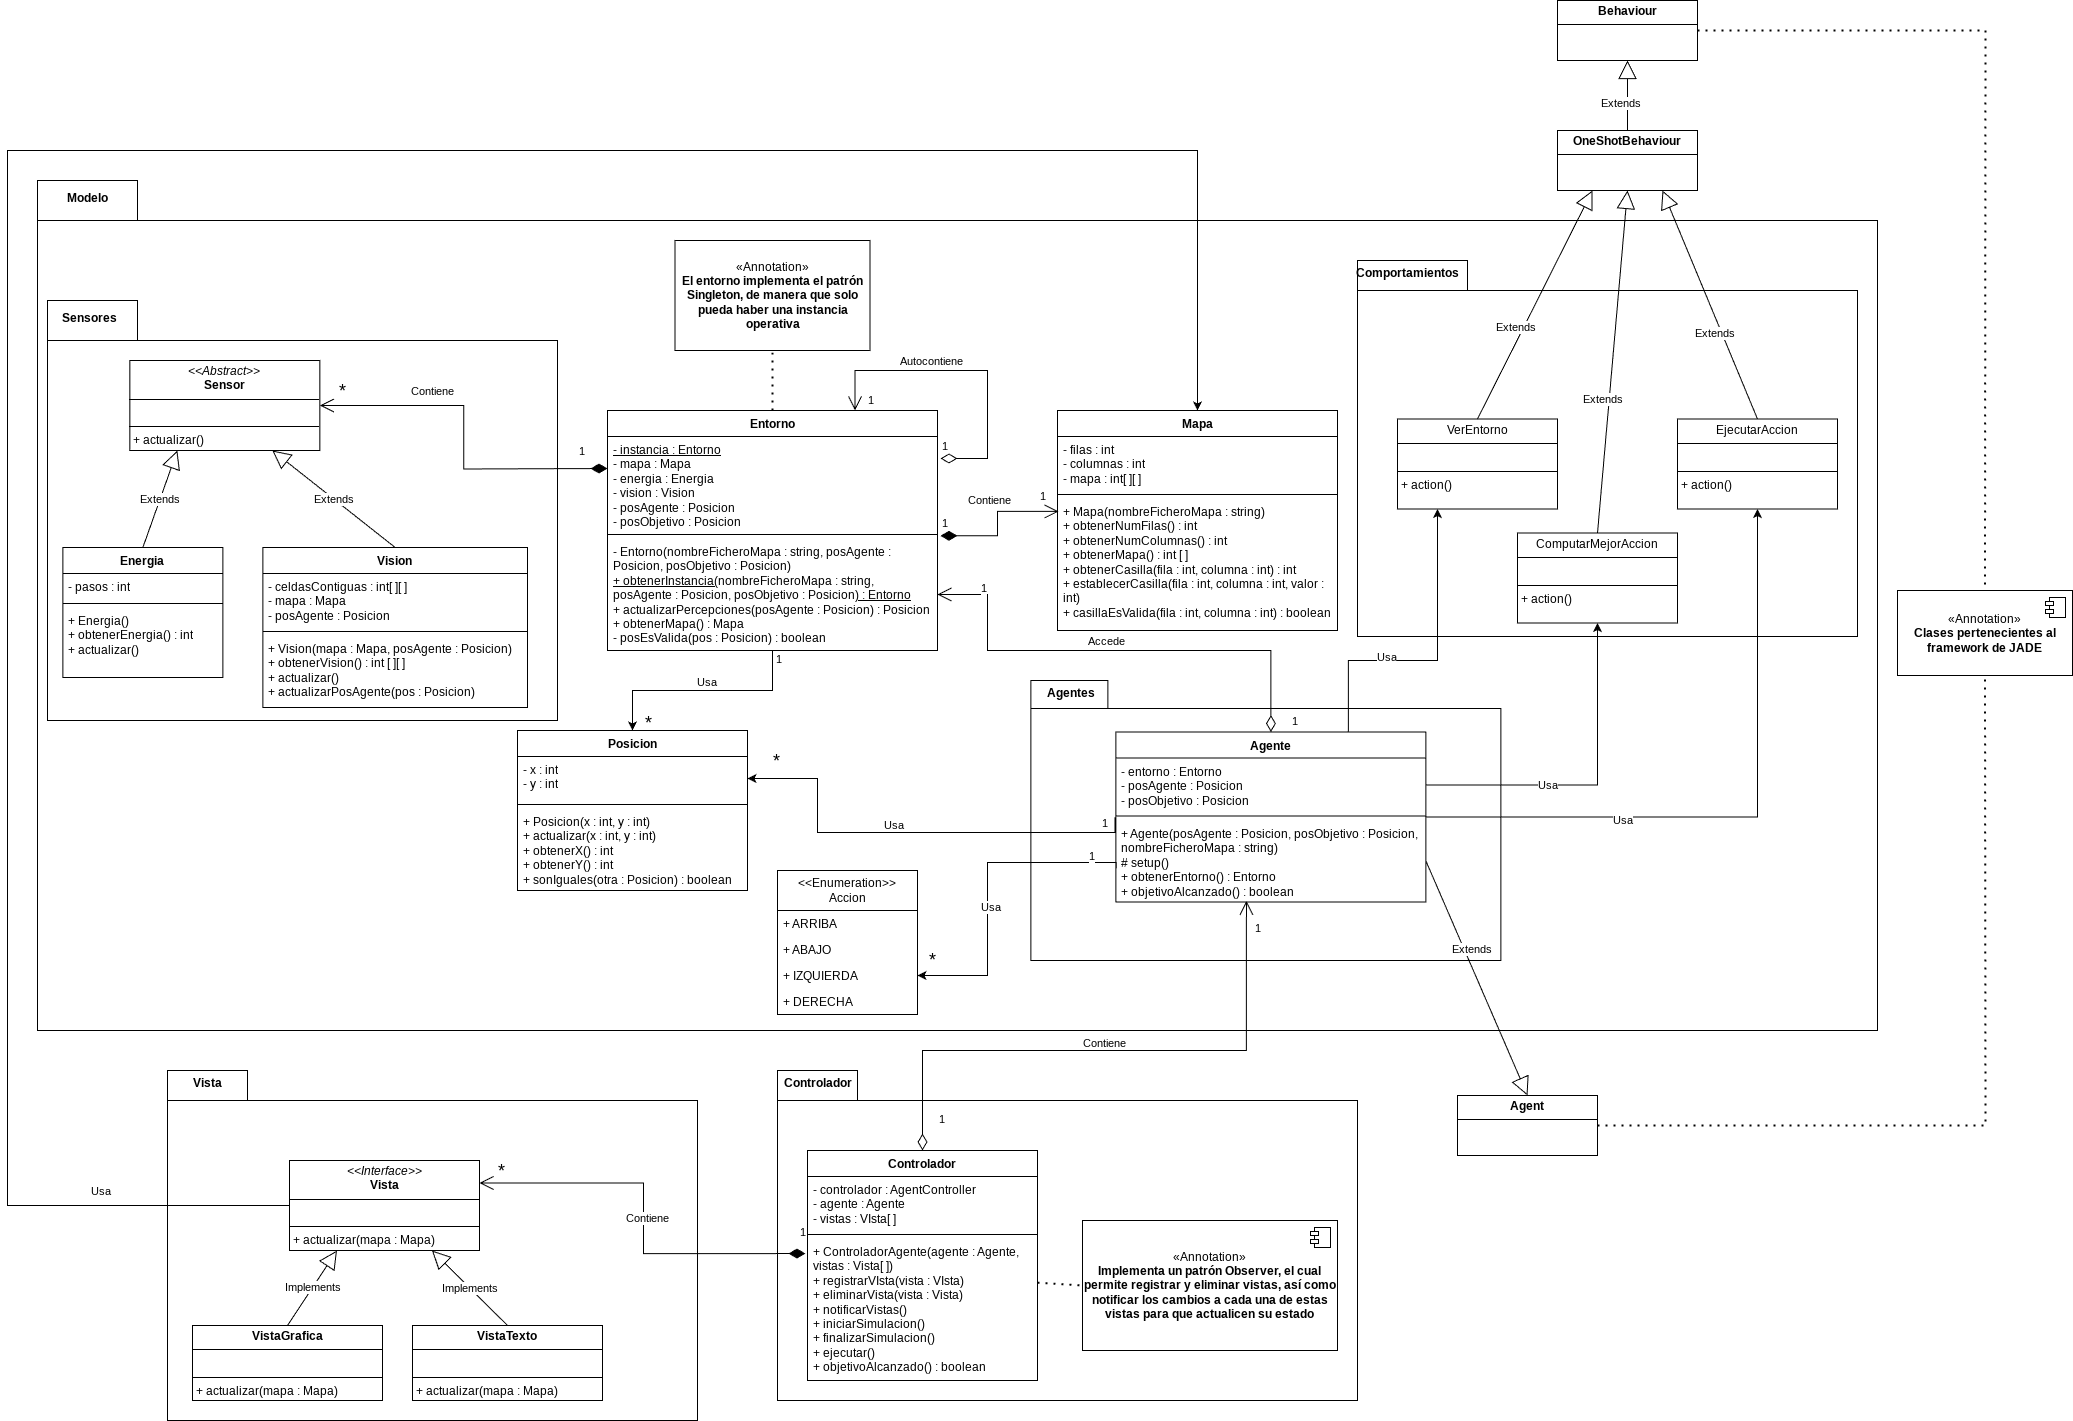 Behaviour
Extends
OneShotBehaviour
Modelo
«Annotation»
El entorno implementa el patrón
Singleton, de manera que solo
pueda haber una instancia
operativa
Comportamientos
Sensores
Extends
Extends
Extends
<<Abstract>>
Sensor
+ actualizar()
*
Contiene
1
Autocontiene
1
1
Entorno
- instancia : Entorno
- mapa : Mapa
- energia : Energia
- vision : Vision
- posAgente : Posicion
- posObjetivo : Posicion
- Entorno(nombreFicheroMapa : string, posAgente :
Posicion, posObjetivo : Posicion)
+ obtenerInstancia(nombreFicheroMapa : string,
posAgente : Posicion, posObjetivo : Posicion) : Entorno
+ actualizarPercepciones(posAgente : Posicion) : Posicion
+ obtenerMapa() : Mapa
- posEsValida(pos : Posicion) : boolean
Contiene
1
1
1
Mapa
- filas : int
- columnas : int
- mapa : int[ ][ ]
+ Mapa(nombreFicheroMapa : string)
+ obtenerNumFilas() : int
+ obtenerNumColumnas() : int
+ obtenerMapa() : int [ ]
+ obtenerCasilla(fila : int, columna : int) : int
+ establecerCasilla(fila : int, columna : int, valor :
int)
+ casillaEsValida(fila : int, columna : int) : boolean
VerEntorno
+ action()
EjecutarAccion
+ action()
ComputarMejorAccion
+ action()
Extends
Extends
Energia
- pasos : int
+ Energia()
+ obtenerEnergia() : int
+ actualizar()
Vision
- celdasContiguas : int[ ][ ]
- mapa : Mapa
- posAgente : Posicion
+ Vision(mapa : Mapa, posAgente : Posicion)
+ obtenerVision() : int [ ][ ]
+ actualizar()
+ actualizarPosAgente(pos : Posicion)
«Annotation»
Clases pertenecientes al
framework de JADE
Accede
Usa
1
Usa
*
Agentes
1
Posicion
- x : int
- y : int
+ Posicion(x : int, y : int)
+ actualizar(x : int, y : int)
+ obtenerX() : int
+ obtenerY() : int
+ sonIguales(otra : Posicion) : boolean
*
Usa
1
Agente
- entorno : Entorno
- posAgente : Posicion
- posObjetivo : Posicion
+ Agente(posAgente : Posicion, posObjetivo : Posicion,
nombreFicheroMapa : string)
# setup()
+ obtenerEntorno() : Entorno
+ objetivoAlcanzado() : boolean
Usa
Usa
1
Usa
*
<<Enumeration>>
Accion
+ ARRIBA
+ ABAJO
+ IZQUIERDA
+ DERECHA
1
Extends
Contiene
Vista
Controlador
Agent
1
<<Interface>>
Vista
+ actualizar(mapa : Mapa)
*
Usa
Contiene
1
Controlador
- controlador : AgentController
- agente : Agente
- vistas : VIsta[ ]
+ ControladorAgente(agente : Agente,
vistas : Vista[ ])
+ registrarVIsta(vista : VIsta)
+ eliminarVista(vista : Vista)
+ notificarVistas()
+ iniciarSimulacion()
+ finalizarSimulacion()
+ ejecutar()
+ objetivoAlcanzado() : boolean
«Annotation»
Implementa un patrón Observer, el cual
permite registrar y eliminar vistas, así como
notificar los cambios a cada una de estas
vistas para que actualicen su estado
Implements
Implements
VistaGrafica
+ actualizar(mapa : Mapa)
VistaTexto
+ actualizar(mapa : Mapa)